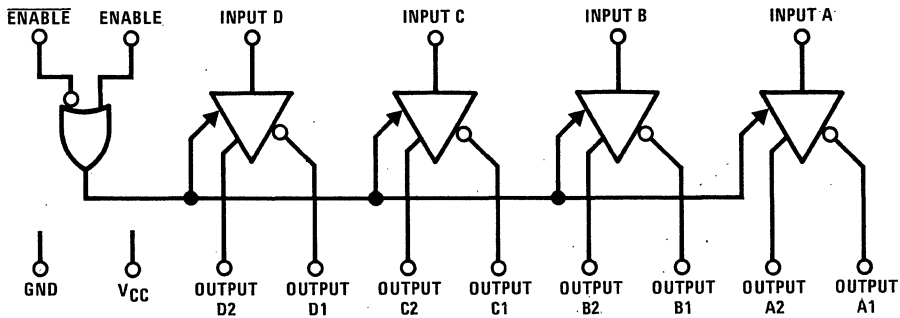 E̅N̅A̅B̅L̅E̅ ENABLE INPUT D INPUT C INPUT B INPUT A
GND VCC OUTPUT D2 OUTPUT D1 OUTPUT C2 OUTPUT C1 OUTPUT B2 OUTPUT B1 OUTPUT A2 OUTPUT A1